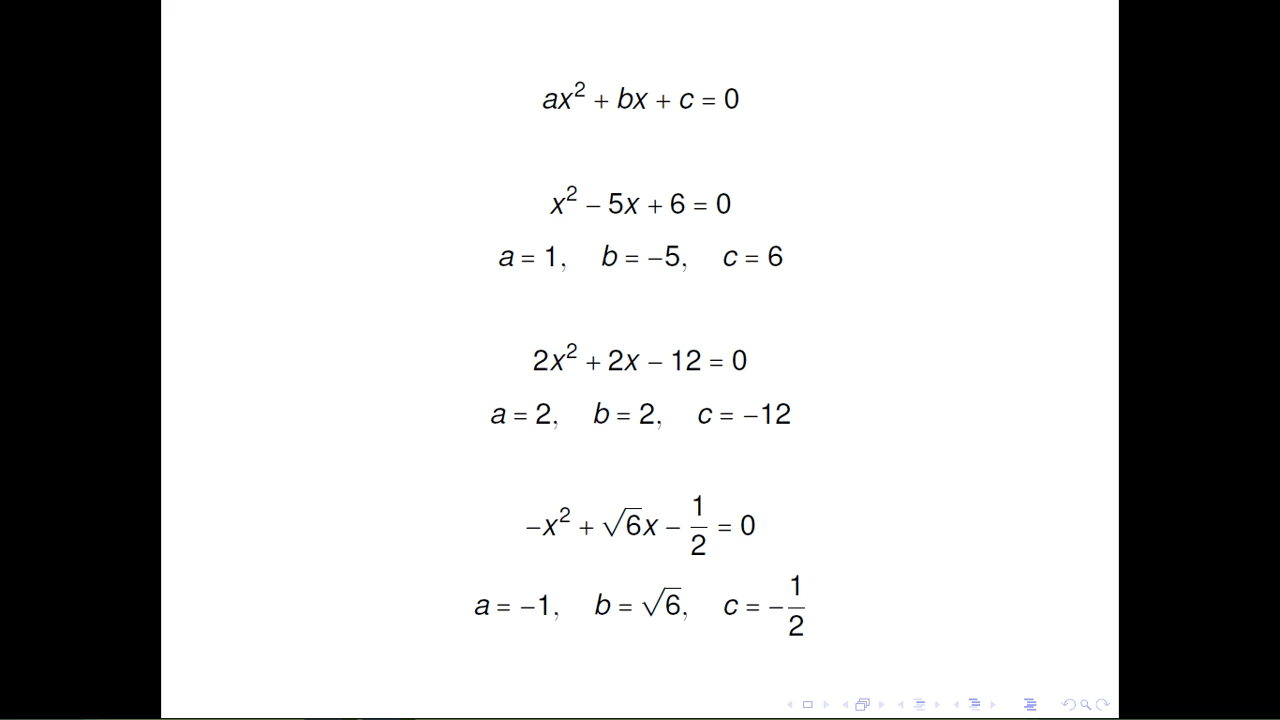 ax² + bx + c = 0
x² − 5x + 6 = 0
a = 1, b = −5, c = 6
2x² + 2x − 12 = 0
a = 2, b = 2, c = −12
−x² + √6x − 1/2 = 0
a = −1, b = √6, c = −1/2